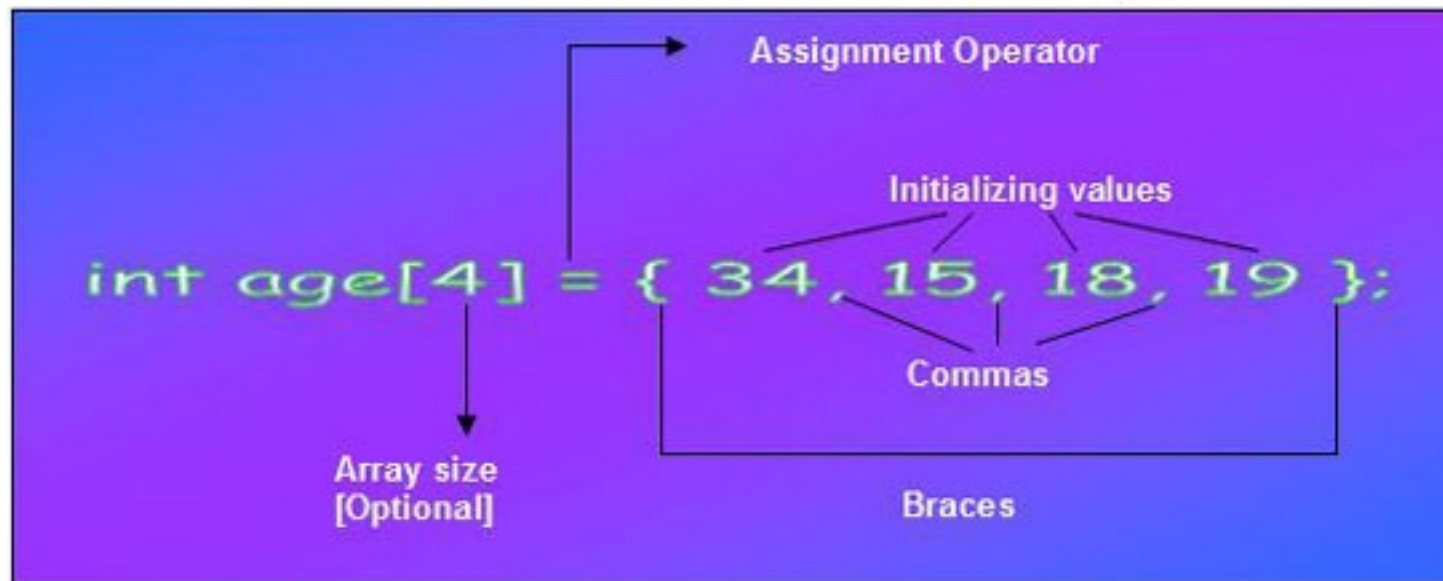 Assignment Operator
Initializing values
int age[4] = { 34, 15, 18, 19 };
Commas
Array size
[Optional]
Braces